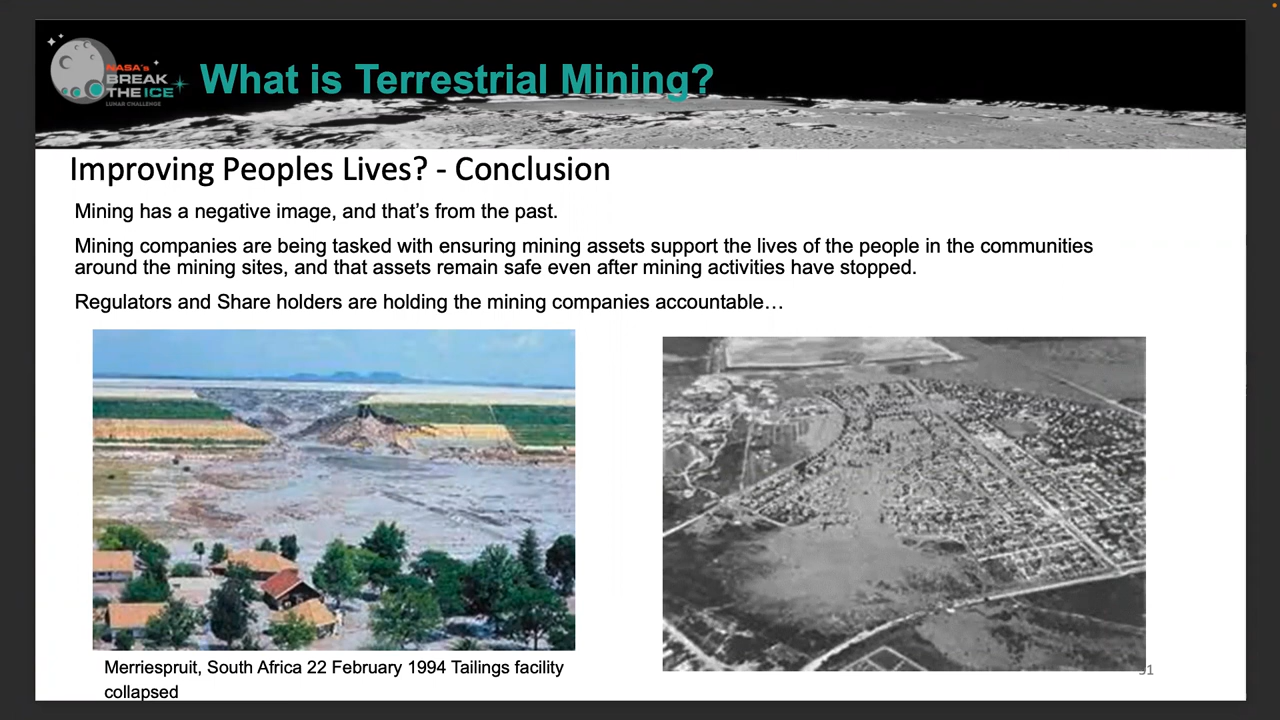 NASA's
BREAK
THE ICE
LUNAR CHALLENGE
What is Terrestrial Mining?
Improving Peoples Lives? - Conclusion
Mining has a negative image, and that’s from the past.
Mining companies are being tasked with ensuring mining assets support the lives of the people in the communities
around the mining sites, and that assets remain safe even after mining activities have stopped.
Regulators and Share holders are holding the mining companies accountable…
Merriespruit, South Africa 22 February 1994 Tailings facility
collapsed